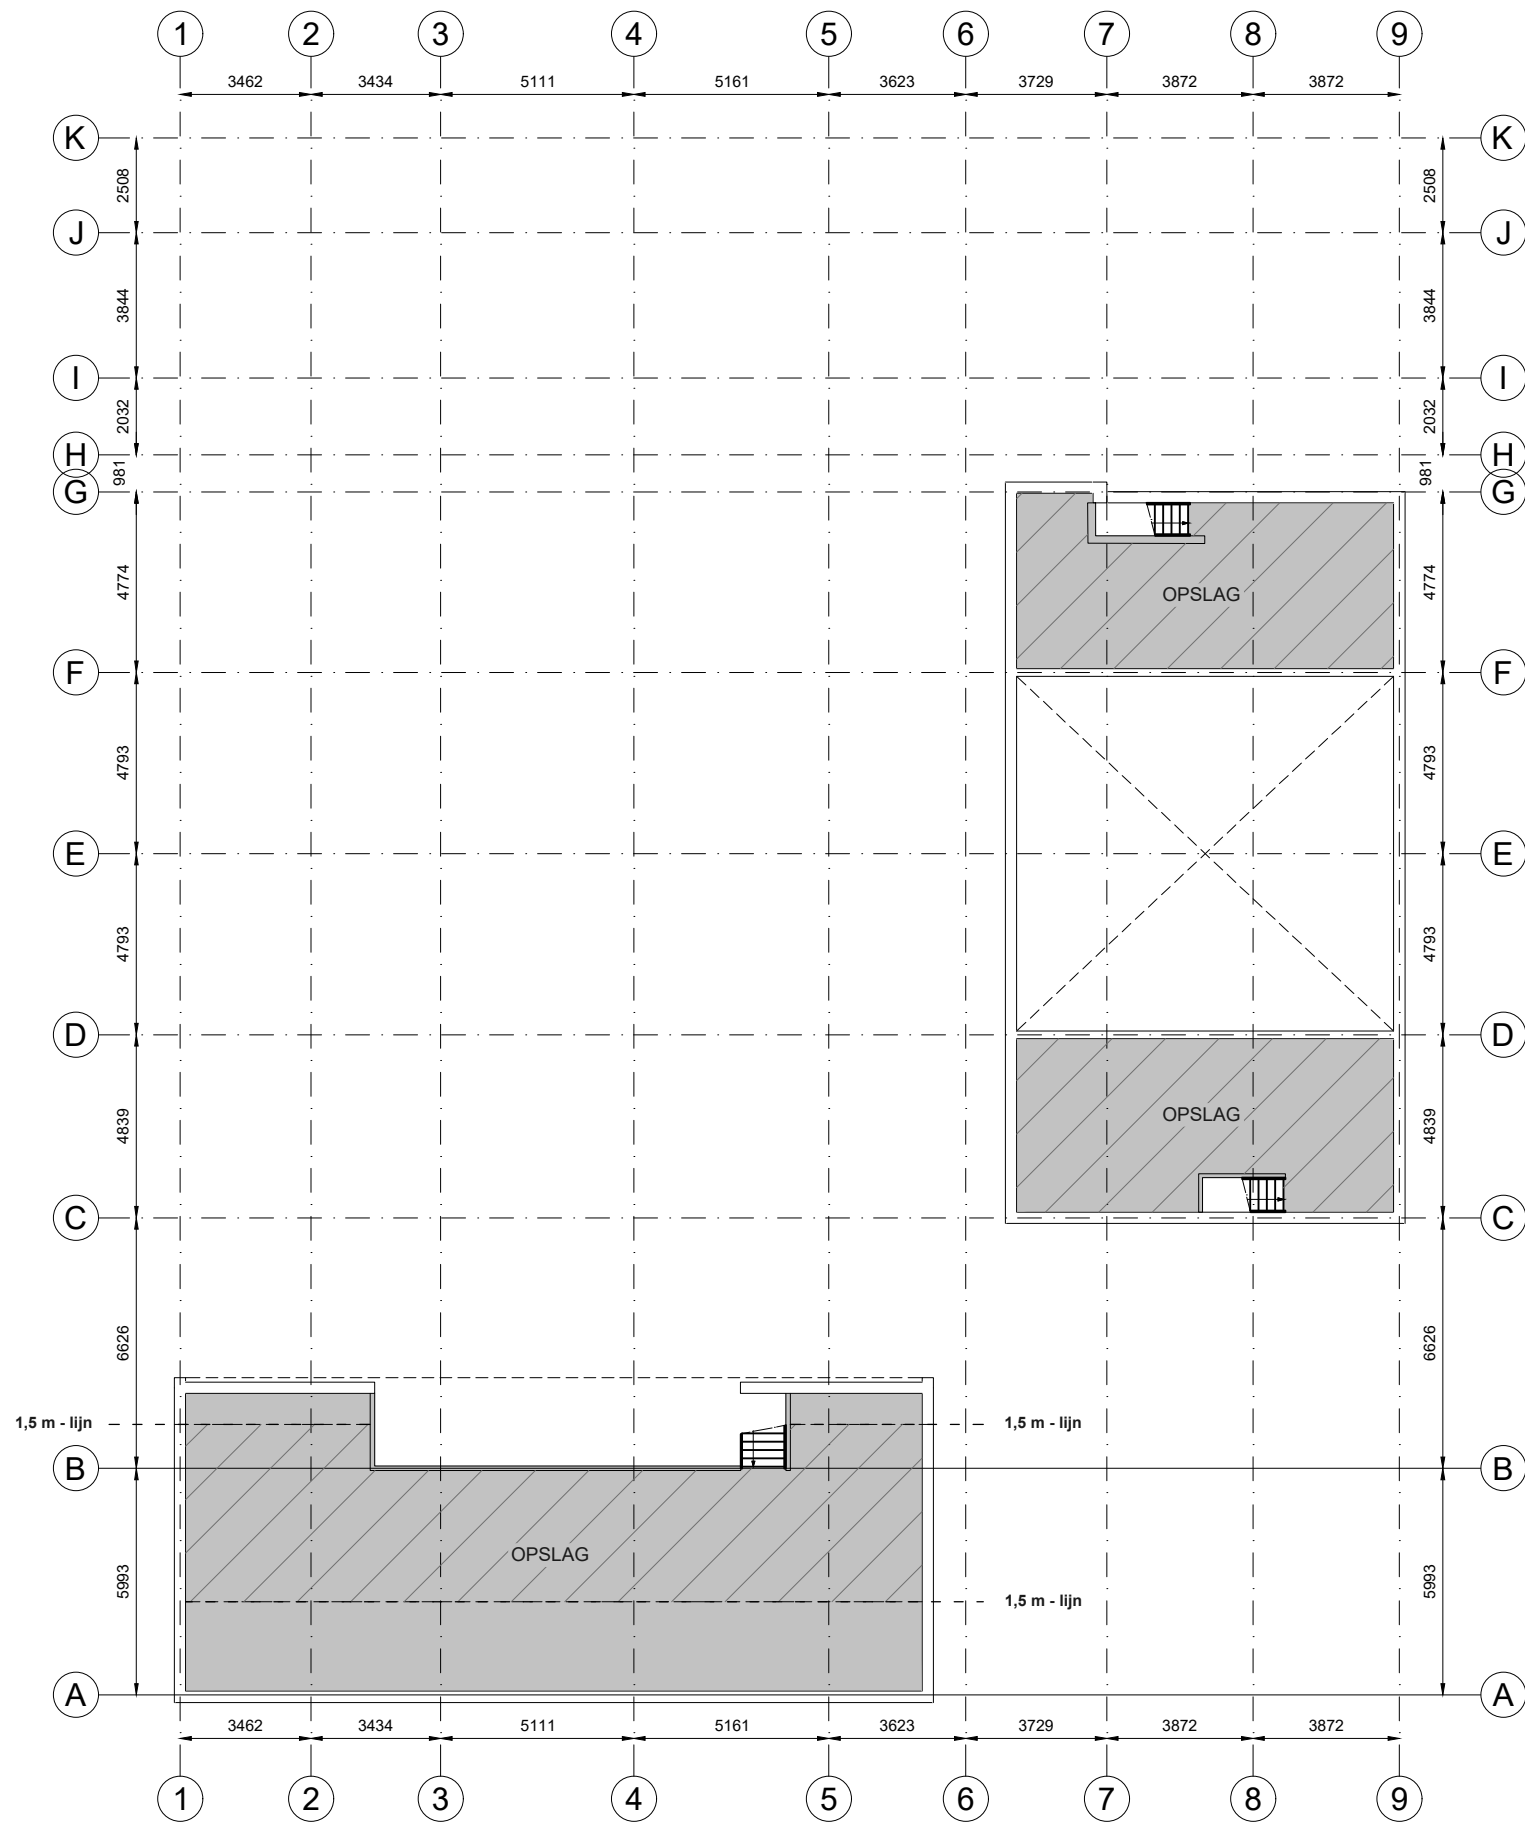 1 2 3 4 5 6 7 8 9
3462 3434 5111 5161 3623 3729 3872 3872
K K
2508 2508
J J
3844 3844
I I
2032 2032
H H
981 981
G G
4774 OPSLAG 4774
F F
4793 4793
E E
4793 4793
D D
4839 OPSLAG 4839
C C
6626 6626
1,5 m - lijn 1,5 m - lijn
B B
5993 OPSLAG 5993
1,5 m - lijn
A A
3462 3434 5111 5161 3623 3729 3872 3872
1 2 3 4 5 6 7 8 9